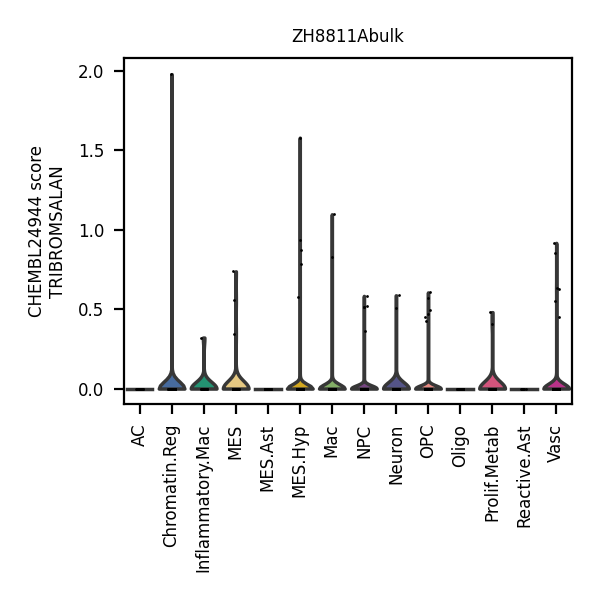 ZH8811Abulk
CHEMBL24944 score
TRIBROMSALAN
2.0
1.5
1.0
0.5
0.0
AC
Chromatin.Reg
Inflammatory.Mac
MES
MES.Ast
MES.Hyp
Mac
NPC
Neuron
OPC
Oligo
Prolif.Metab
Reactive.Ast
Vasc